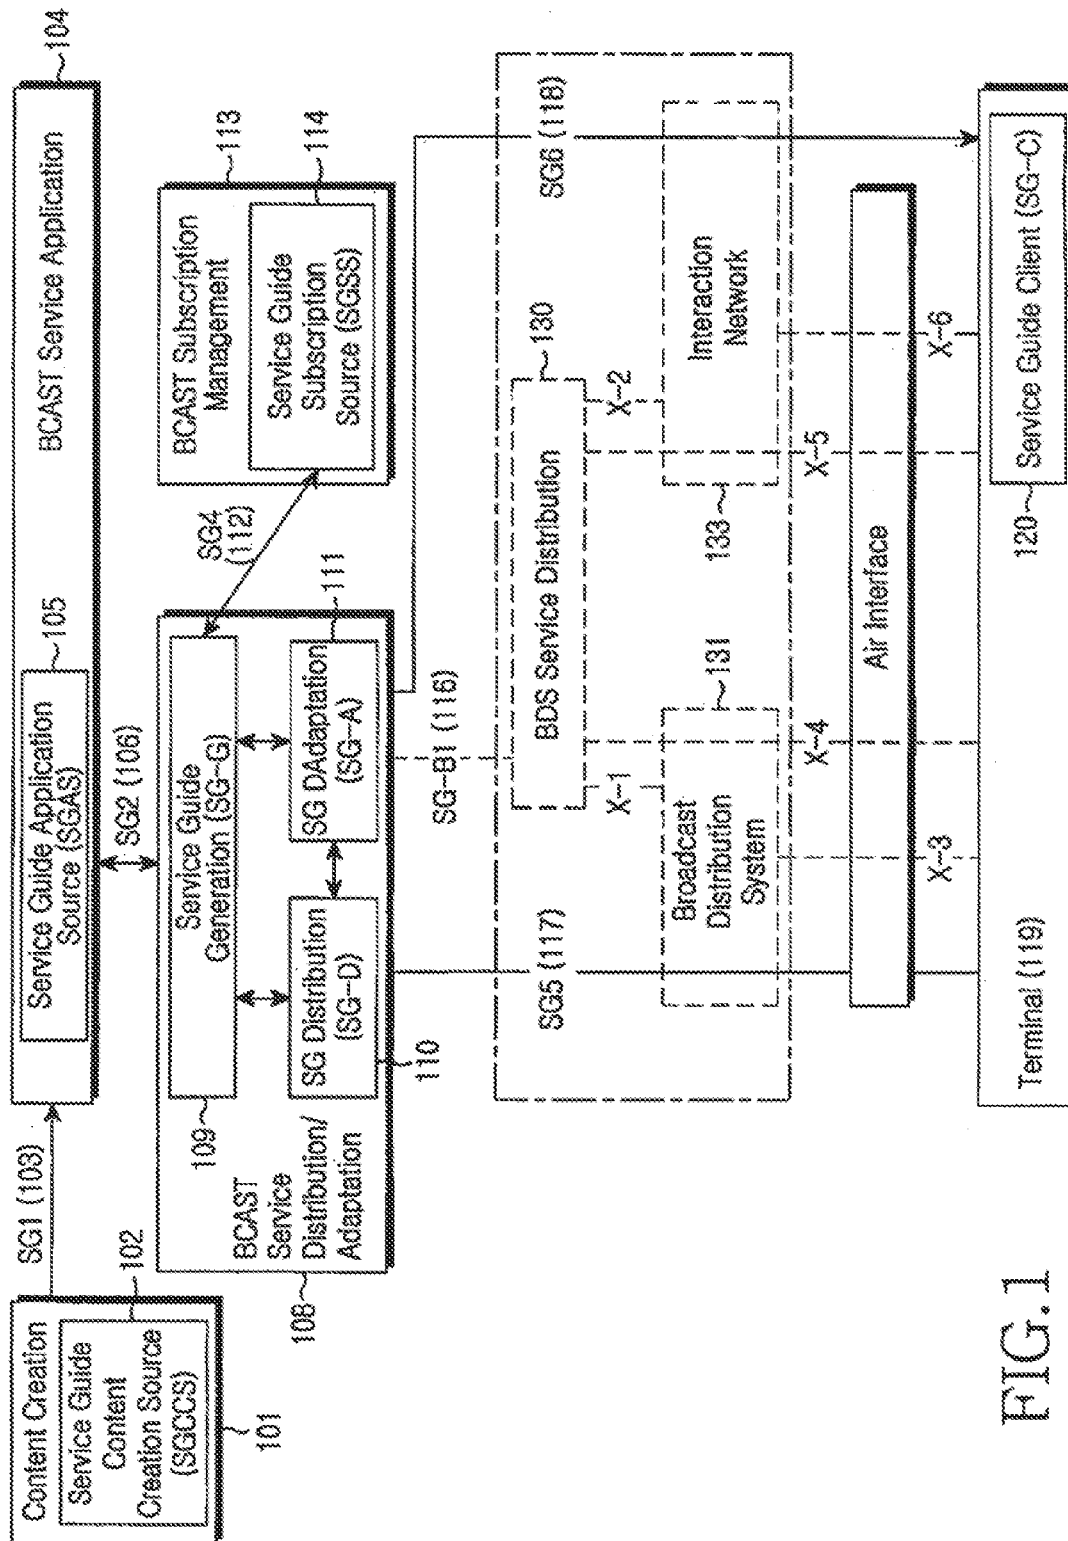 Content Creation
Service Guide
Content
Creation Source
(SGCCS)
102
101
SG1 (103)
BCAST Service Application
104
Service Guide Application
Source (SGAS)
105
SG2 (106)
Service Guide
Generation (SG-G)
109
SG Distribution
(SG-D)
110
SG DAdaptation
(SG-A)
111
BCAST
Service
Distribution/
Adaptation
108
SG4
(112)
BCAST Subscription
Management
113
Service Guide
Subscription
Source (SGSS)
114
SG-B1 (116)
SG5 (117)
SG6 (118)
BDS Service Distribution
130
X-1
X-2
Broadcast
Distribution
System
131
Interaction
Network
133
X-3
X-4
X-5
X-6
Air Interface
Terminal (119)
120
Service Guide Client (SG-C)
FIG.1